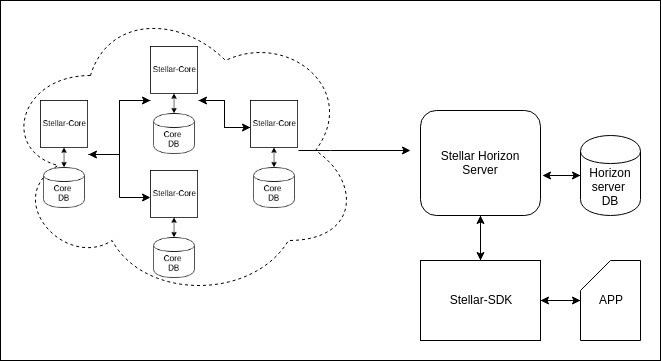 Stellar-Core
Core
DB
Stellar-Core
Core
DB
Stellar-Core
Core
DB
Stellar-Core
Core
DB
Stellar Horizon
Server
Horizon
server
DB
Stellar-SDK
APP